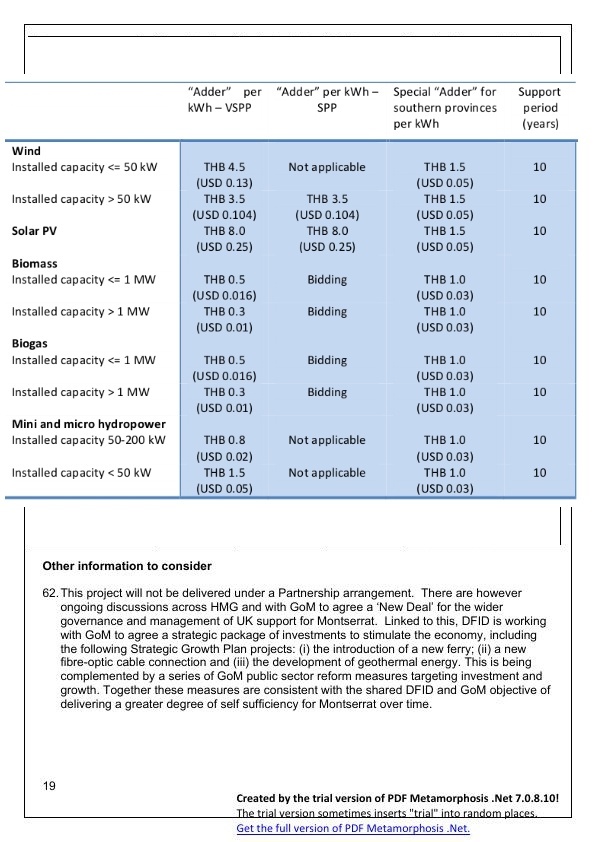 “Adder” per kWh – VSPP “Adder” per kWh – SPP Special “Adder” for southern provinces per kWh Support period (years)
Wind
Installed capacity <= 50 kW THB 4.5 Not applicable THB 1.5 10
(USD 0.13) (USD 0.05)
Installed capacity > 50 kW THB 3.5 THB 3.5 THB 1.5 10
(USD 0.104) (USD 0.104) (USD 0.05)
Solar PV THB 8.0 THB 8.0 THB 1.5 10
(USD 0.25) (USD 0.25) (USD 0.05)
Biomass
Installed capacity <= 1 MW THB 0.5 Bidding THB 1.0 10
(USD 0.016) (USD 0.03)
Installed capacity > 1 MW THB 0.3 Bidding THB 1.0 10
(USD 0.01) (USD 0.03)
Biogas
Installed capacity <= 1 MW THB 0.5 Bidding THB 1.0 10
(USD 0.016) (USD 0.03)
Installed capacity > 1 MW THB 0.3 Bidding THB 1.0 10
(USD 0.01) (USD 0.03)
Mini and micro hydropower
Installed capacity 50-200 kW THB 0.8 Not applicable THB 1.0 10
(USD 0.02) (USD 0.03)
Installed capacity < 50 kW THB 1.5 Not applicable THB 1.0 10
(USD 0.05) (USD 0.03)
Other information to consider
62. This project will not be delivered under a Partnership arrangement. There are however
ongoing discussions across HMG and with GoM to agree a ‘New Deal’ for the wider
governance and management of UK support for Montserrat. Linked to this, DFID is working
with GoM to agree a strategic package of investments to stimulate the economy, including
the following Strategic Growth Plan projects: (i) the introduction of a new ferry; (ii) a new
fibre-optic cable connection and (iii) the development of geothermal energy. This is being
complemented by a series of GoM public sector reform measures targeting investment and
growth. Together these measures are consistent with the shared DFID and GoM objective of
delivering a greater degree of self sufficiency for Montserrat over time.
19
Created by the trial version of PDF Metamorphosis .Net 7.0.8.10!
The trial version sometimes inserts "trial" into random places.
Get the full version of PDF Metamorphosis .Net.